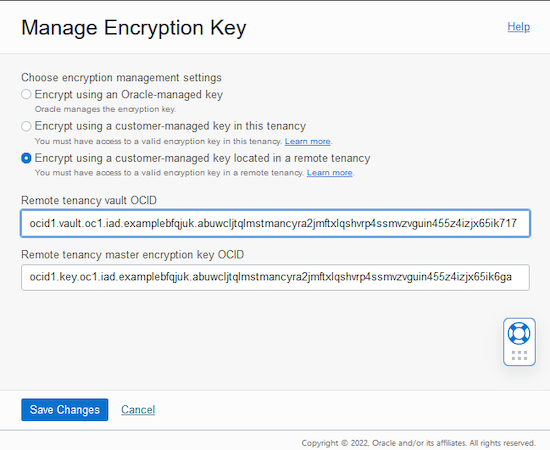 Manage Encryption Key
Help
Choose encryption management settings
Encrypt using an Oracle-managed key
Oracle manages the encryption key.
Encrypt using a customer-managed key in this tenancy
You must have access to a valid encryption key in this tenancy. Learn more.
Encrypt using a customer-managed key located in a remote tenancy
You must have access to a valid encryption key in a remote tenancy. Learn more.
Remote tenancy vault OCID
ocid1.vault.oc1.iad.examplebfqjuk.abuwcljtqlmstmancyra2jmftxlqshvrp4ssmvzvguin455z4izjx65ik717
Remote tenancy master encryption key OCID
ocid1.key.oc1.iad.examplebfqjuk.abuwcljtqlmstmancyra2jmftxlqshvrp4ssmvzvguin455z4izjx65ik6ga
Save Changes
Cancel
Copyright © 2022, Oracle and/or its affiliates. All rights reserved.